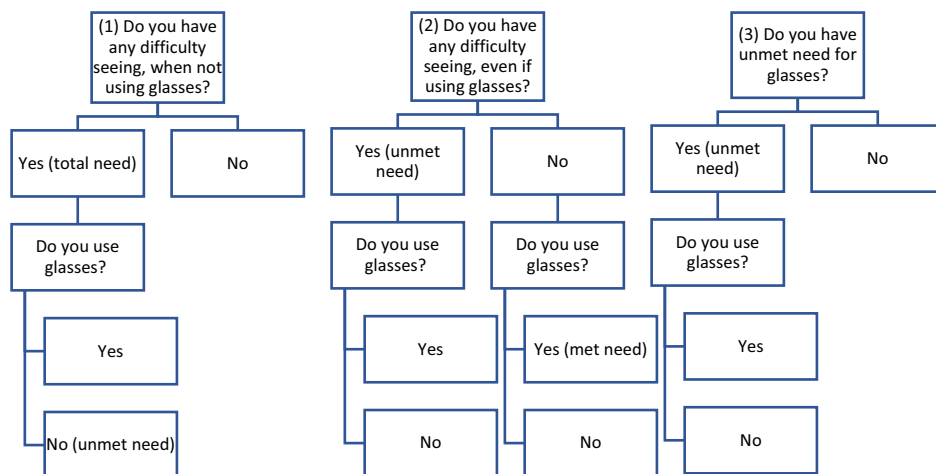 (1) Do you have
any difficulty
seeing, when not
using glasses?
Yes (total need)
No
Do you use
glasses?
Yes
No (unmet need)
(2) Do you have
any difficulty
seeing, even if
using glasses?
Yes (unmet
need)
No
Do you use
glasses?
Do you use
glasses?
Yes
Yes (met need)
No
No
(3) Do you have
unmet need for
glasses?
Yes (unmet
need)
No
Do you use
glasses?
Yes
No